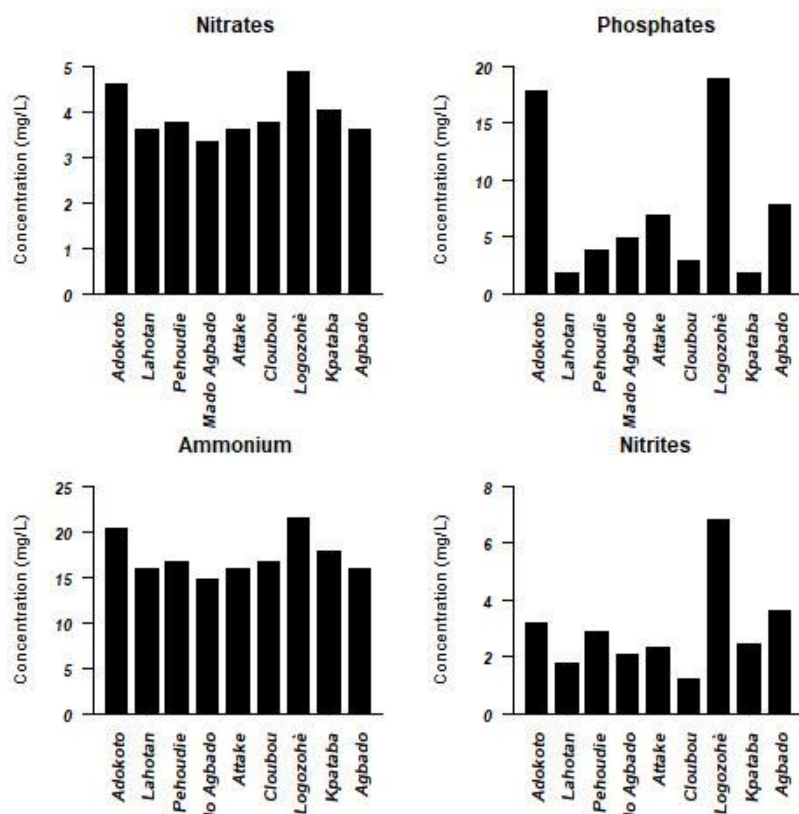 Nitrates
Concentration (mg/L)
5
4
3
2
1
0
Adokoto
Lahotan
Pehoudie
Mado Agbado
Attake
Cloubou
Logozohè
Kpataba
Agbado
Phosphates
Concentration (mg/L)
20
15
10
5
0
Adokoto
Lahotan
Pehoudie
Mado Agbado
Attake
Cloubou
Logozohè
Kpataba
Agbado
Ammonium
Concentration (mg/L)
25
20
15
10
5
0
Adokoto
Lahotan
Pehoudie
Agbado
Attake
Cloubou
Logozohè
Kpataba
Agbado
Nitrites
Concentration (mg/L)
8
6
4
2
0
Adokoto
Lahotan
Pehoudie
Agbado
Attake
Cloubou
Logozohè
Kpataba
Agbado